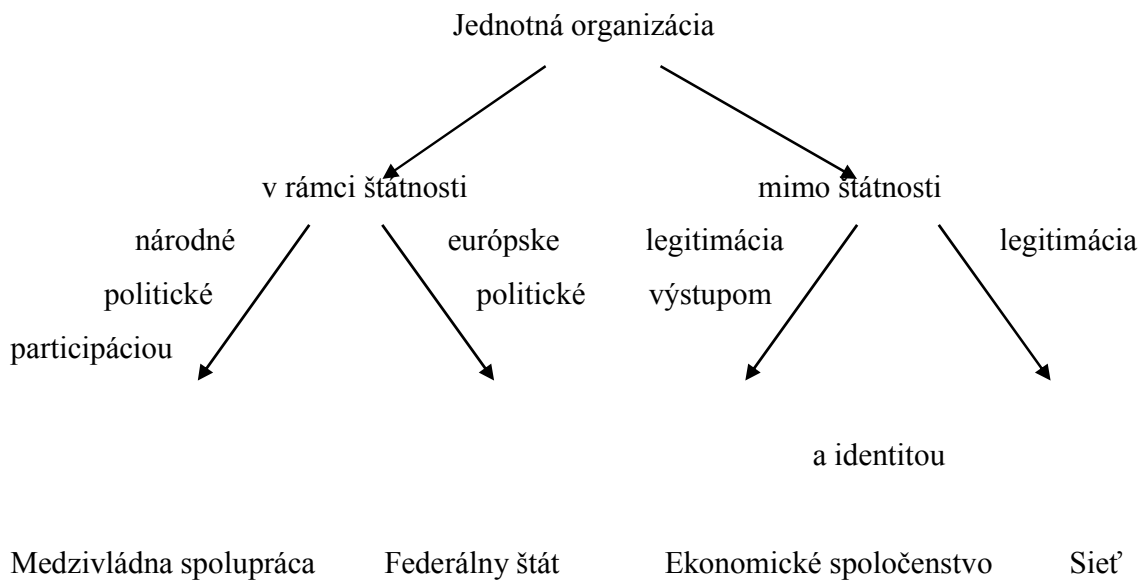 Jednotná organizácia
v rámci štátnosti mimo štátnosti
národné európske legitimácia legitimácia
politické politické výstupom
participáciou
a identitou
Medzivládna spolupráca Federálny štát Ekonomické spoločenstvo Sieť